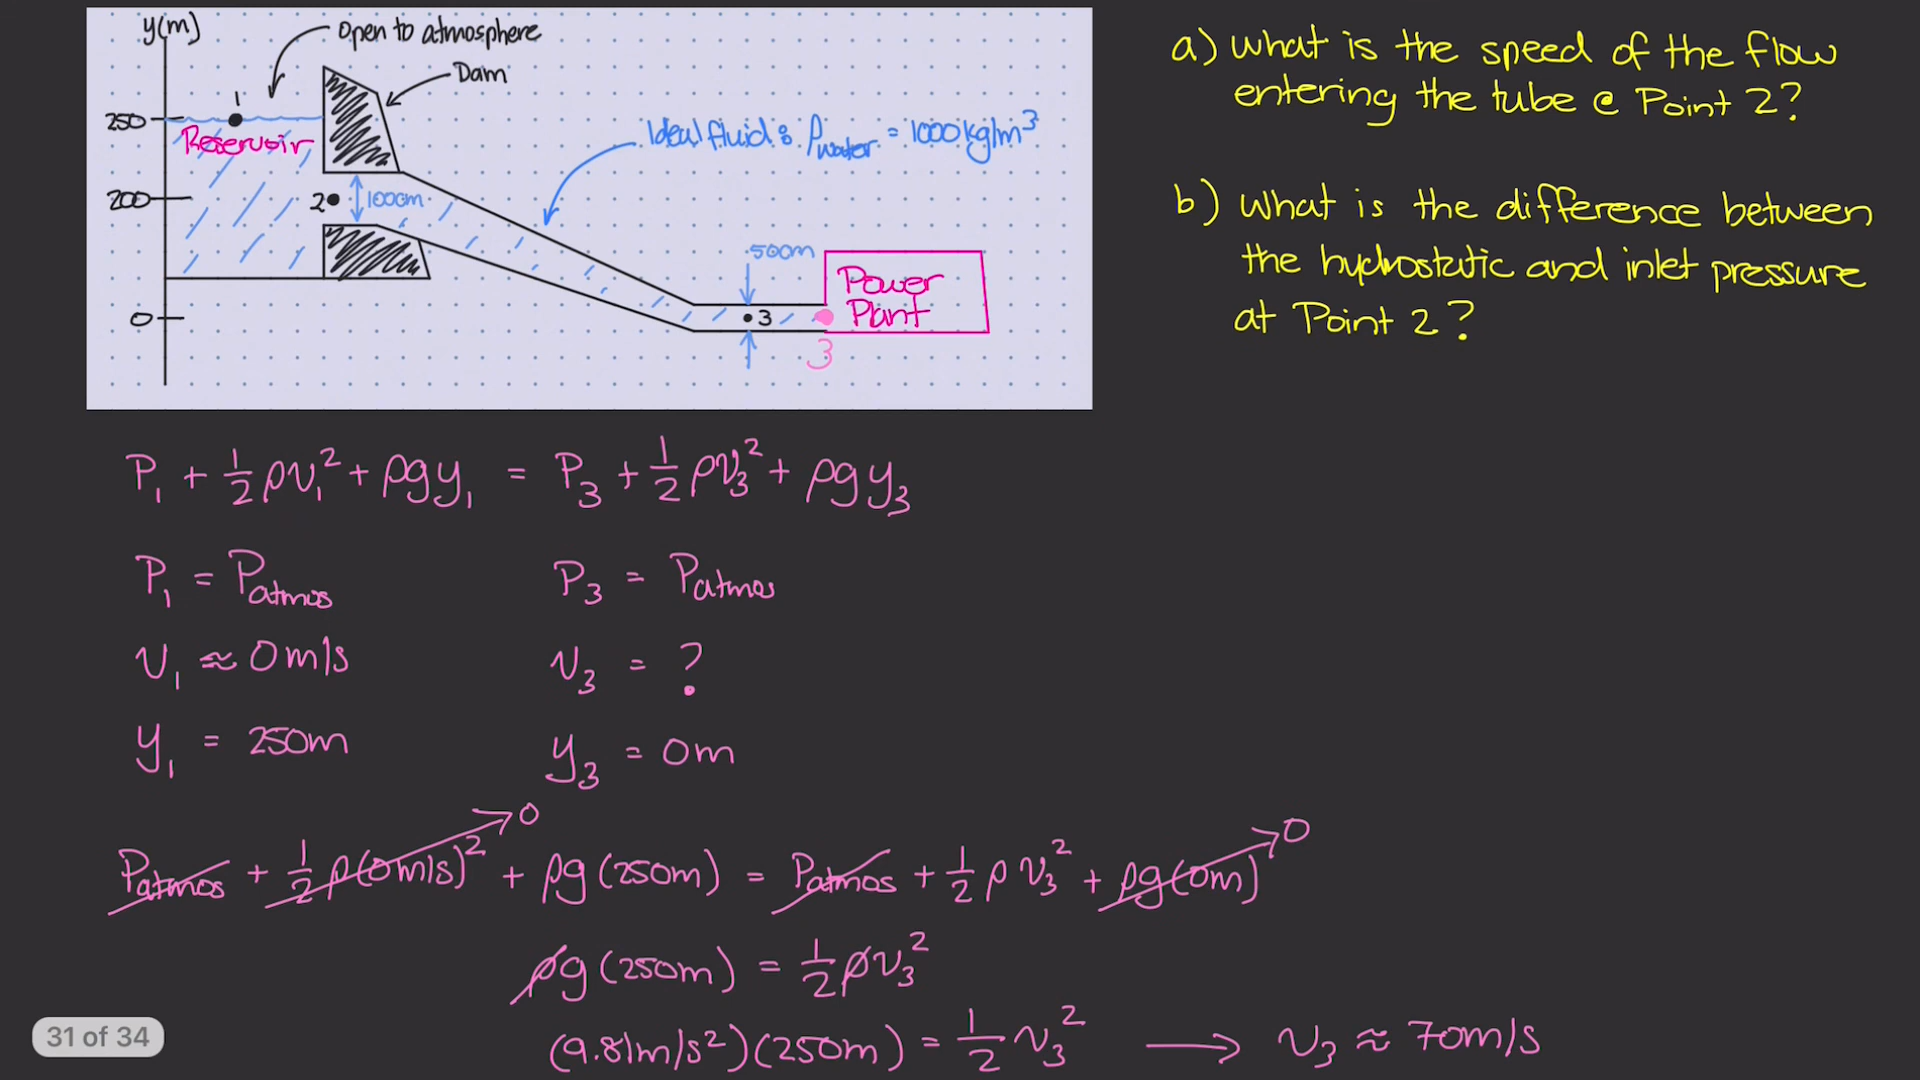 y(m)
Open to atmosphere
Dam
1
250
Reservoir
Ideal fluid: ρwater = 1000kg/m³
200
2
100cm
50cm
Power
Plant
0
3
3
a) What is the speed of the flow
entering the tube @ Point 2?
b) What is the difference between
the hydrostatic and inlet pressure
at Point 2?
P₁ + ½ρv₁² + ρgy₁ = P₃ + ½ρv₃² + ρgy₃
P₁ = Patmos
P₃ = Patmos
v₁ ≈ 0m/s
v₃ = ?
y₁ = 250m
y₃ = 0m
Patmos + ½ρ(0m/s)² → 0 + ρg(250m) = Patmos + ½ρv₃² + ρg(0m) → 0
ρg(250m) = ½ρv₃²
(9.81m/s²)(250m) = ½v₃² → v₃ ≈ 70m/s
31 of 34